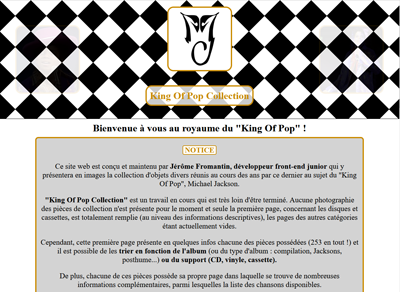 King Of Pop Collection
Bienvenue à vous au royaume du "King Of Pop" !
NOTICE
Ce site web est conçu et maintenu par Jérôme Fromantin, développeur front-end junior qui y
présentera en images la collection d'objets divers réunis au cours des ans par ce dernier au sujet du "King
Of Pop", Michael Jackson.
"King Of Pop Collection" est un travail en cours qui est très loin d'être terminé. Aucune photographie
des pièces de collection n'est présente pour le moment et seule la première page, concernant les disques et
cassettes, est totalement remplie (au niveau des informations descriptives), les pages des autres catégories
étant actuellement vides.
Cependant, cette première page présente en quelques infos chacune des pièces possédées (253 en tout !) et
il est possible de les trier en fonction de l'album (ou du type d'album : compilation, Jacksons,
posthume...) ou du support (CD, vinyle, cassette).
De plus, chacune de ces pièces possède sa propre page dans laquelle se trouve de nombreuses
informations complémentaires, parmi lesquelles la liste des chansons disponibles.